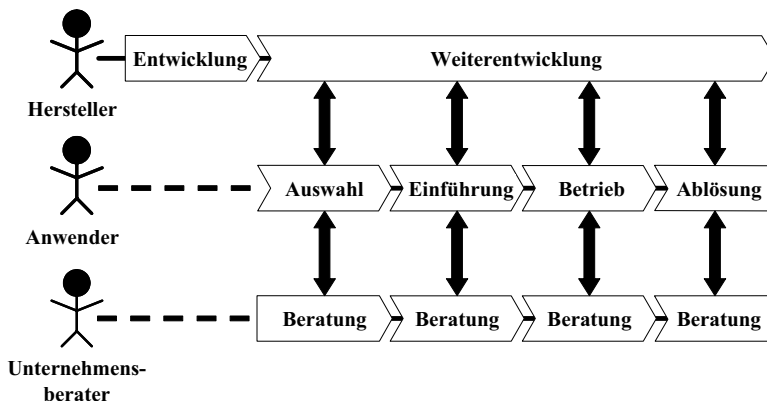 Entwicklung Weiterentwicklung
Hersteller
Auswahl Einführung Betrieb Ablösung
Anwender
Beratung Beratung Beratung Beratung
Unternehmens-
berater